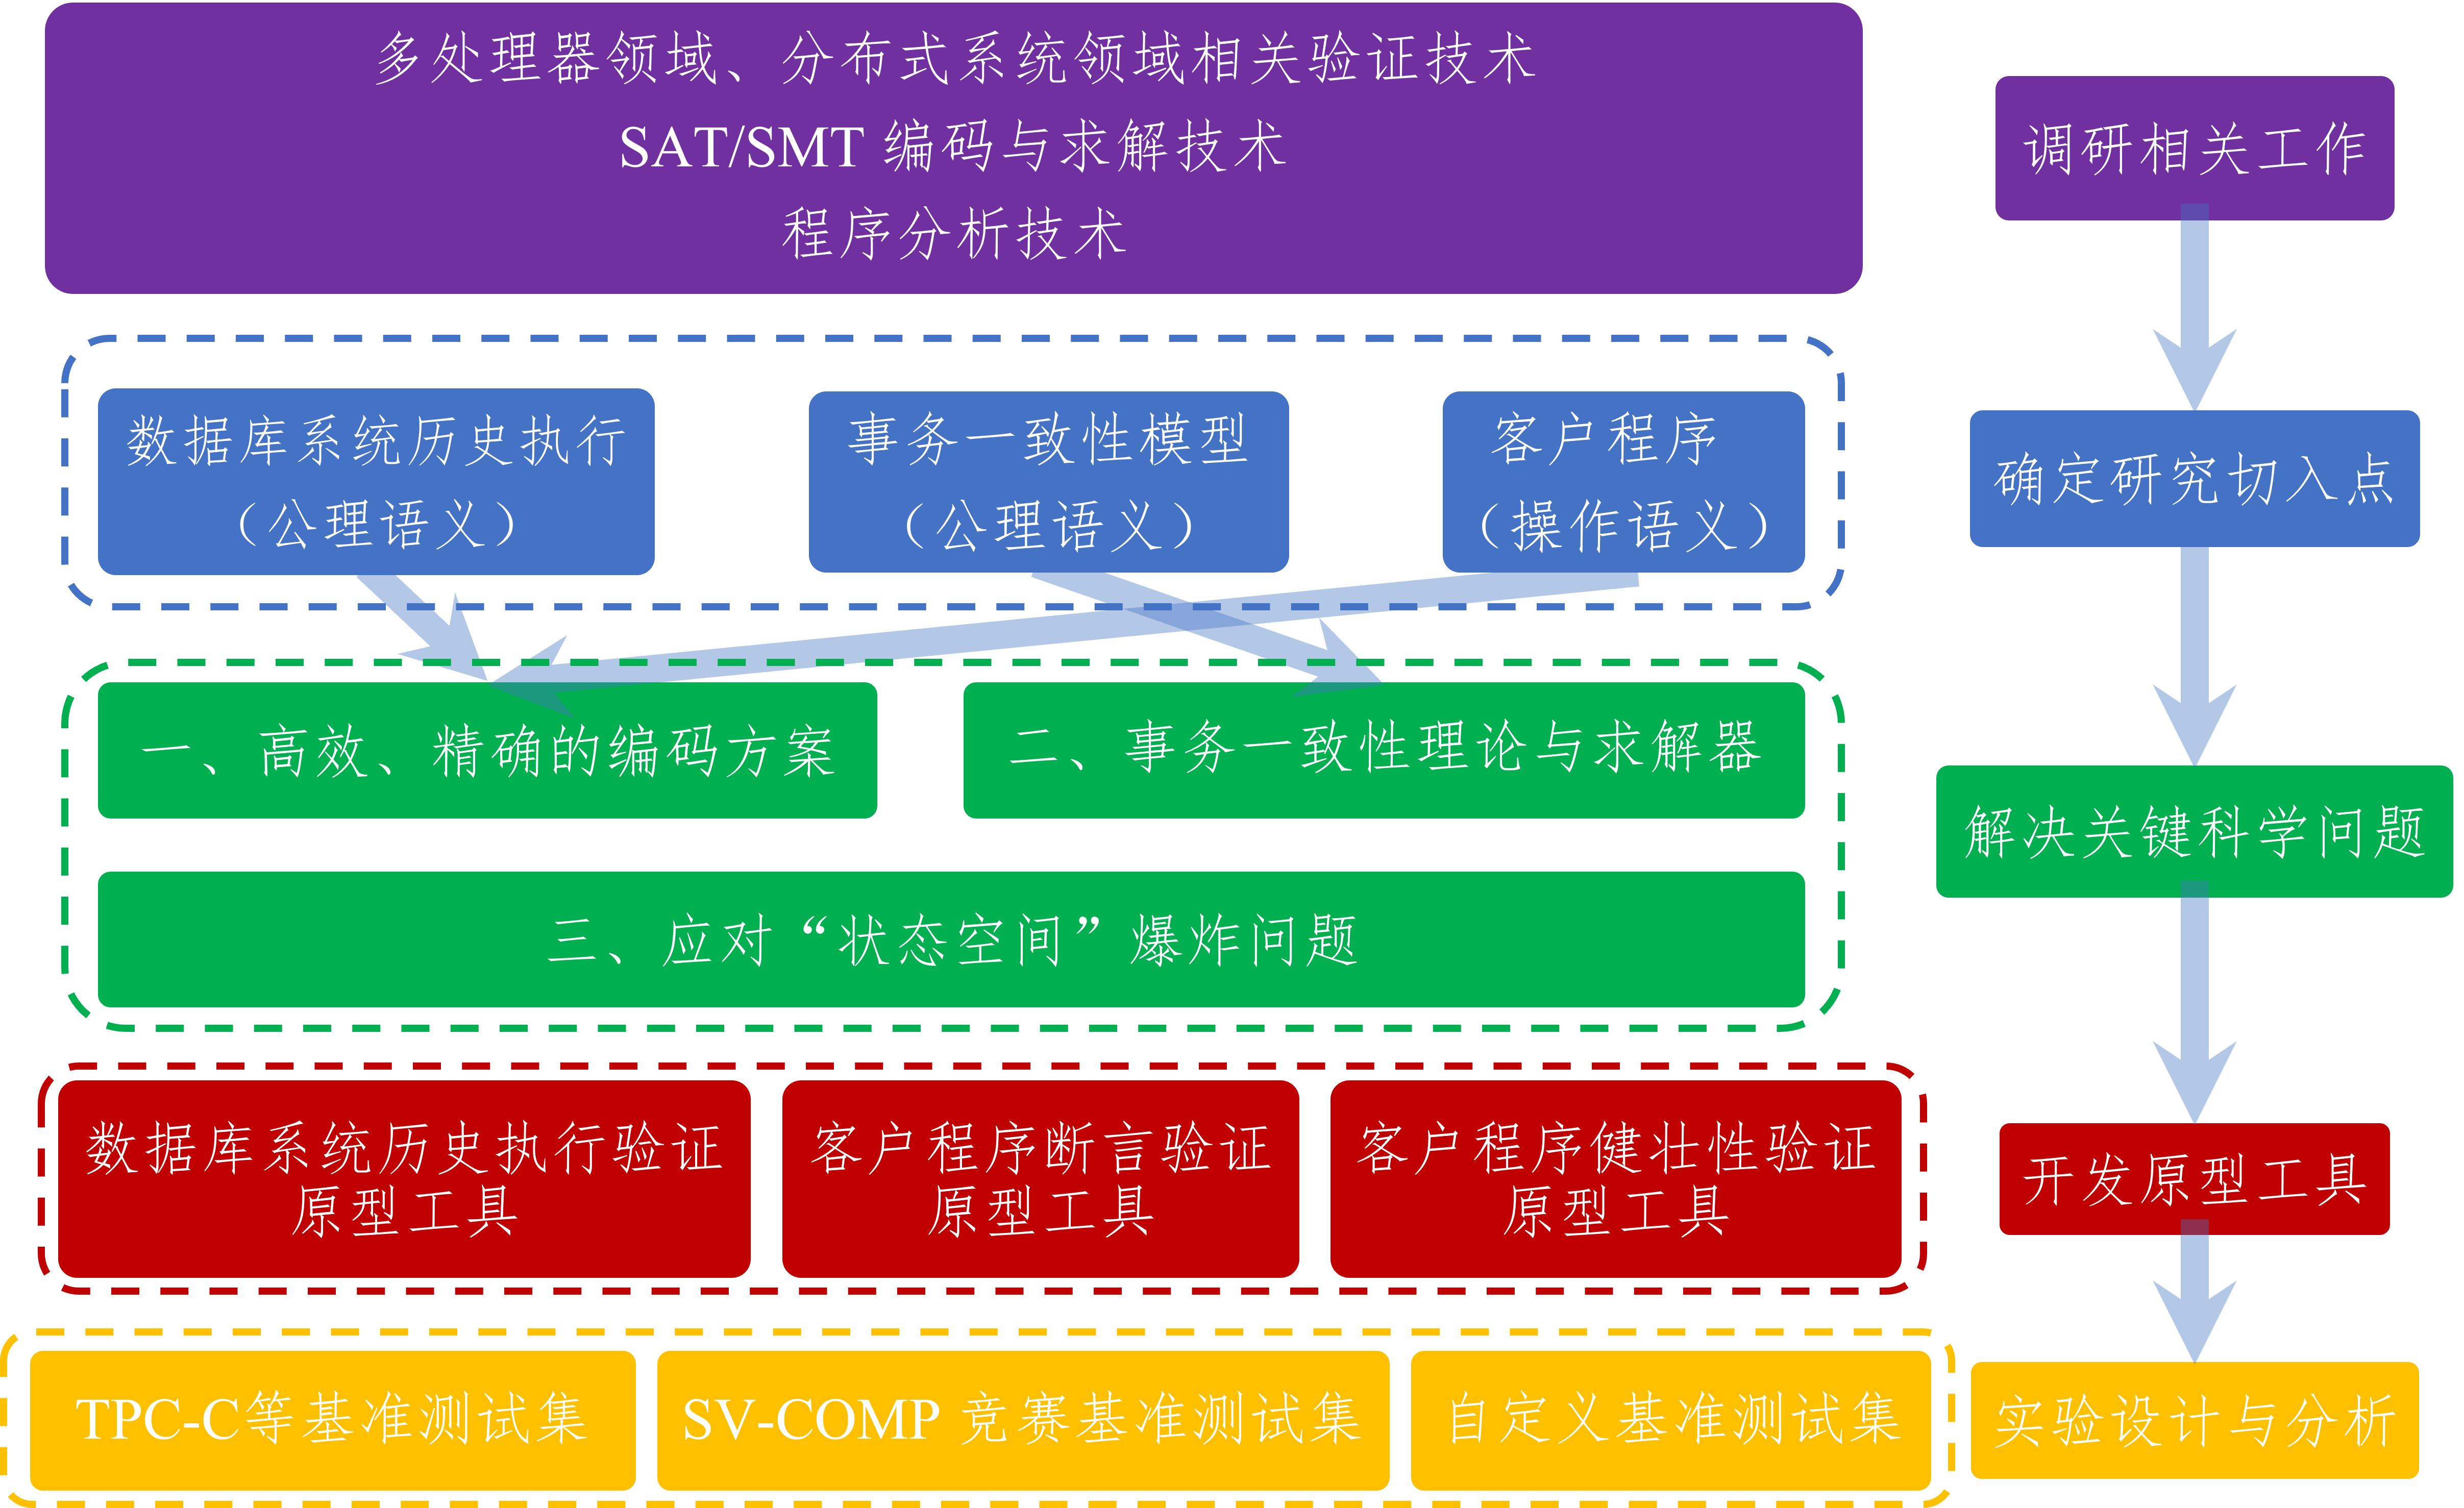 多处理器领域、分布式系统领域相关验证技术
SAT/SMT 编码与求解技术
程序分析技术
调研相关工作
数据库系统历史执行
（公理语义）
事务一致性模型
（公理语义）
客户程序
（操作语义）
确定研究切入点
一、高效、精确的编码方案
二、事务一致性理论与求解器
三、应对“状态空间”爆炸问题
解决关键科学问题
数据库系统历史执行验证
原型工具
客户程序断言验证
原型工具
客户程序健壮性验证
原型工具
开发原型工具
TPC-C等基准测试集
SV-COMP 竞赛基准测试集
自定义基准测试集
实验设计与分析